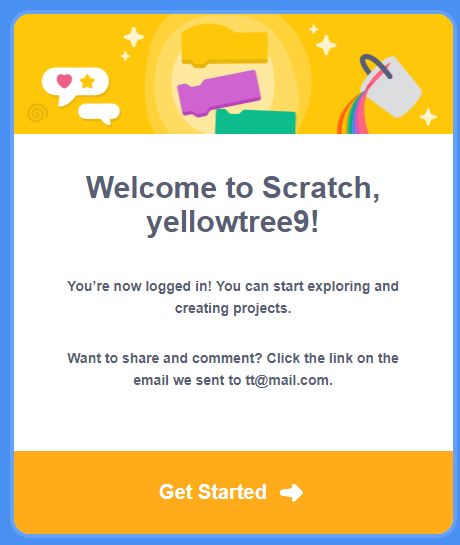 Welcome to Scratch,
yellowtree9!
You’re now logged in! You can start exploring and
creating projects.
Want to share and comment? Click the link on the
email we sent to tt@mail.com.
Get Started